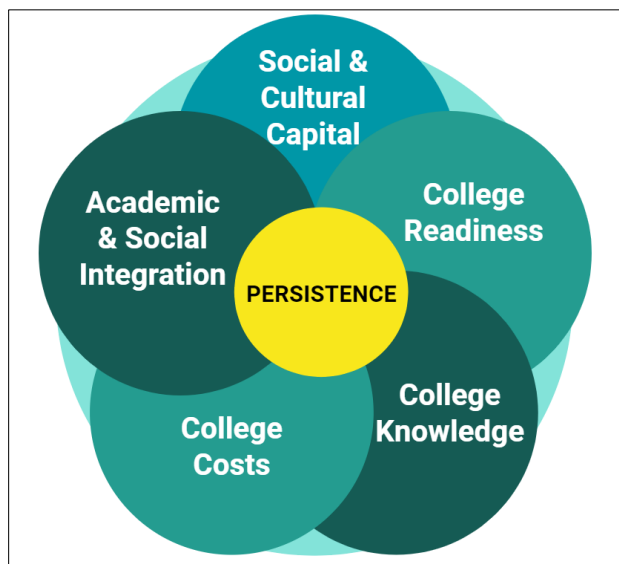 Social &
Cultural
Capital
College
Readiness
College
Knowledge
College
Costs
Academic
& Social
Integration
PERSISTENCE